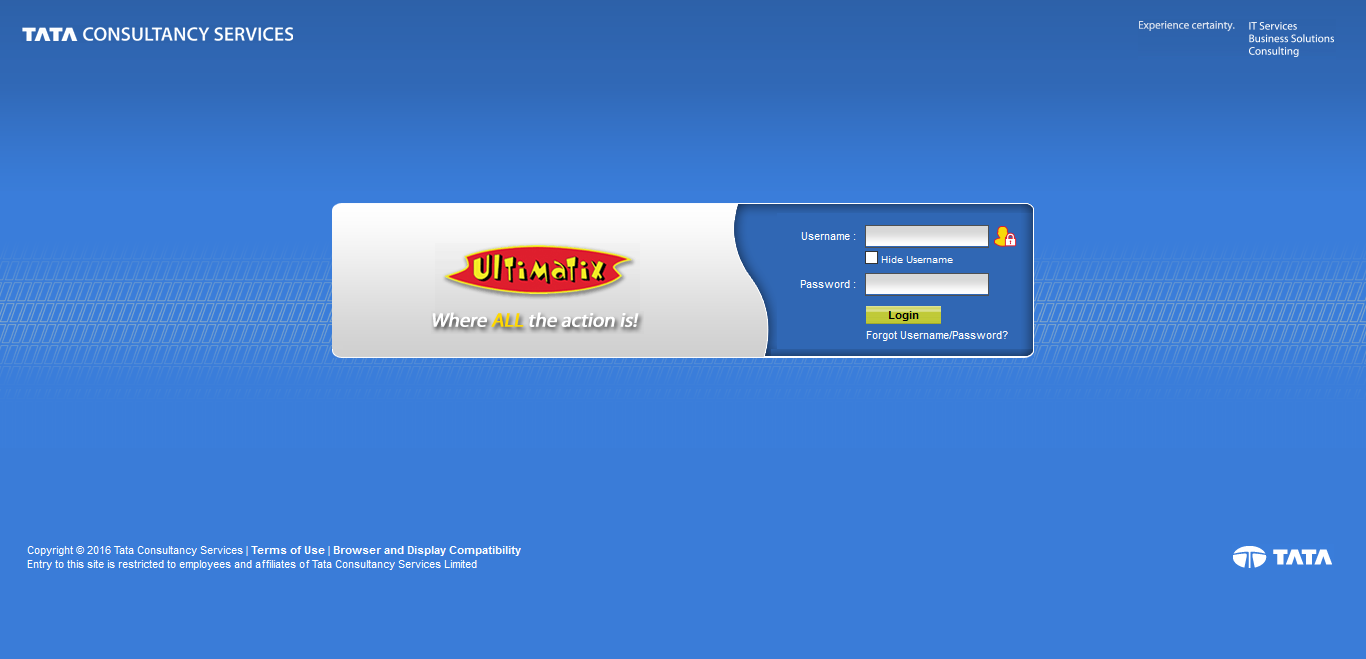 TATA CONSULTANCY SERVICES
Experience certainty.
IT Services
Business Solutions
Consulting
Ultimatix
Where ALL the action is!
Username :
Hide Username
Password :
Login
Forgot Username/Password?
Copyright © 2016 Tata Consultancy Services | Terms of Use | Browser and Display Compatibility
Entry to this site is restricted to employees and affiliates of Tata Consultancy Services Limited
TATA